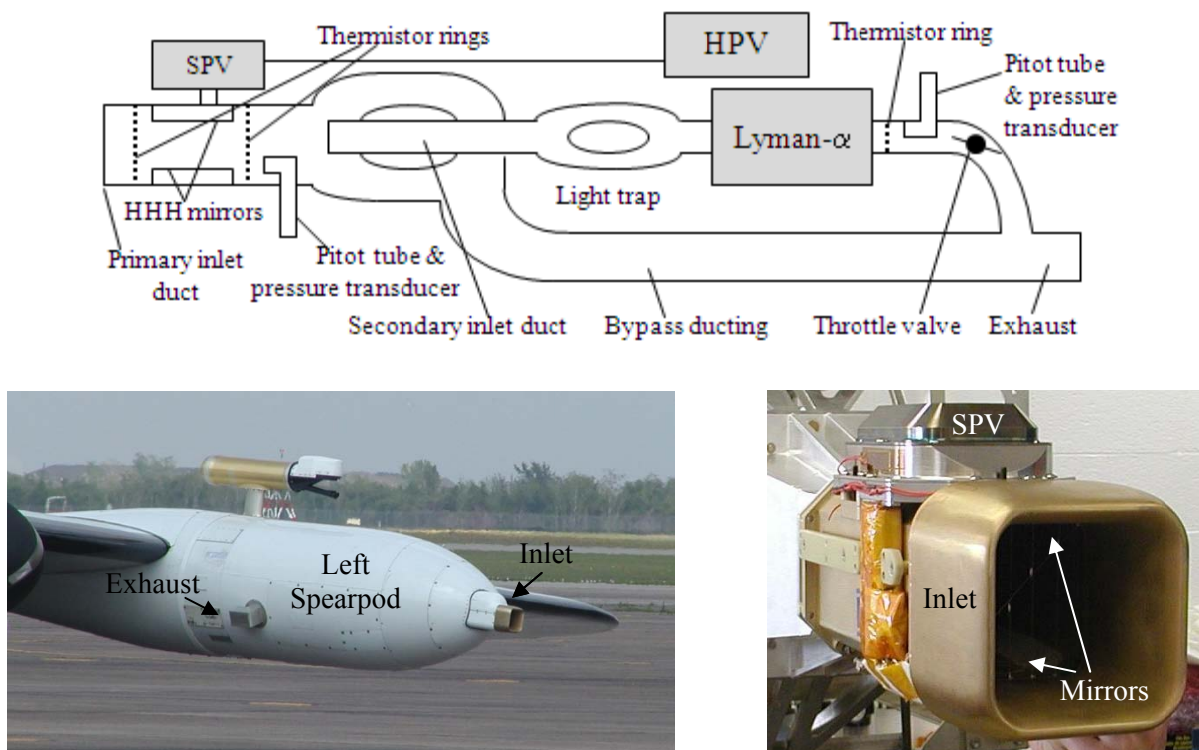 Thermistor rings
SPV
HPV
Thermistor ring
Pitot tube
& pressure
transducer
Lyman-α
HHH mirrors
Light trap
Primary inlet
duct
Pitot tube &
pressure transducer
Secondary inlet duct
Bypass ducting
Throttle valve
Exhaust
Exhaust
Left
Spearpod
Inlet
SPV
Inlet
Mirrors